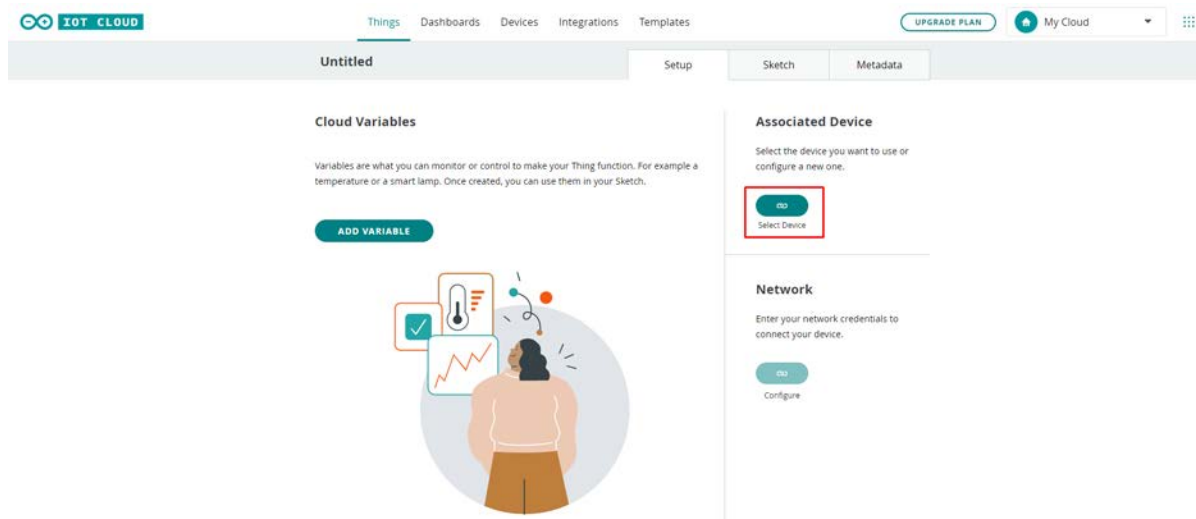 IOT CLOUD
Things Dashboards Devices Integrations Templates
UPGRADE PLAN
My Cloud
Untitled
Setup
Sketch
Metadata
Cloud Variables
Variables are what you can monitor or control to make your Thing function. For example a
temperature or a smart lamp. Once created, you can use them in your Sketch.
ADD VARIABLE
Associated Device
Select the device you want to use or
configure a new one.
Select Device
Network
Enter your network credentials to
connect your device.
Configure